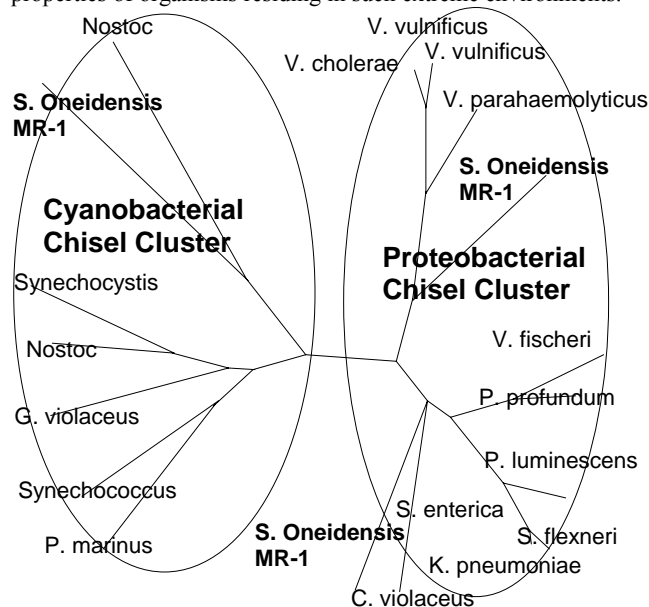 properties of organisms residing in such extreme environments.
Nostoc
S. Oneidensis
MR-1
Cyanobacterial
Chisel Cluster
Synechocystis
Nostoc
G. violaceus
Synechococcus
P. marinus
V. vulnificus
V. vulnificus
V. cholerae
V. parahaemolyticus
S. Oneidensis
MR-1
Proteobacterial
Chisel Cluster
V. fischeri
P. profundum
P. luminescens
S. enterica
S. flexneri
S. Oneidensis
MR-1
K. pneumoniae
C. violaceus